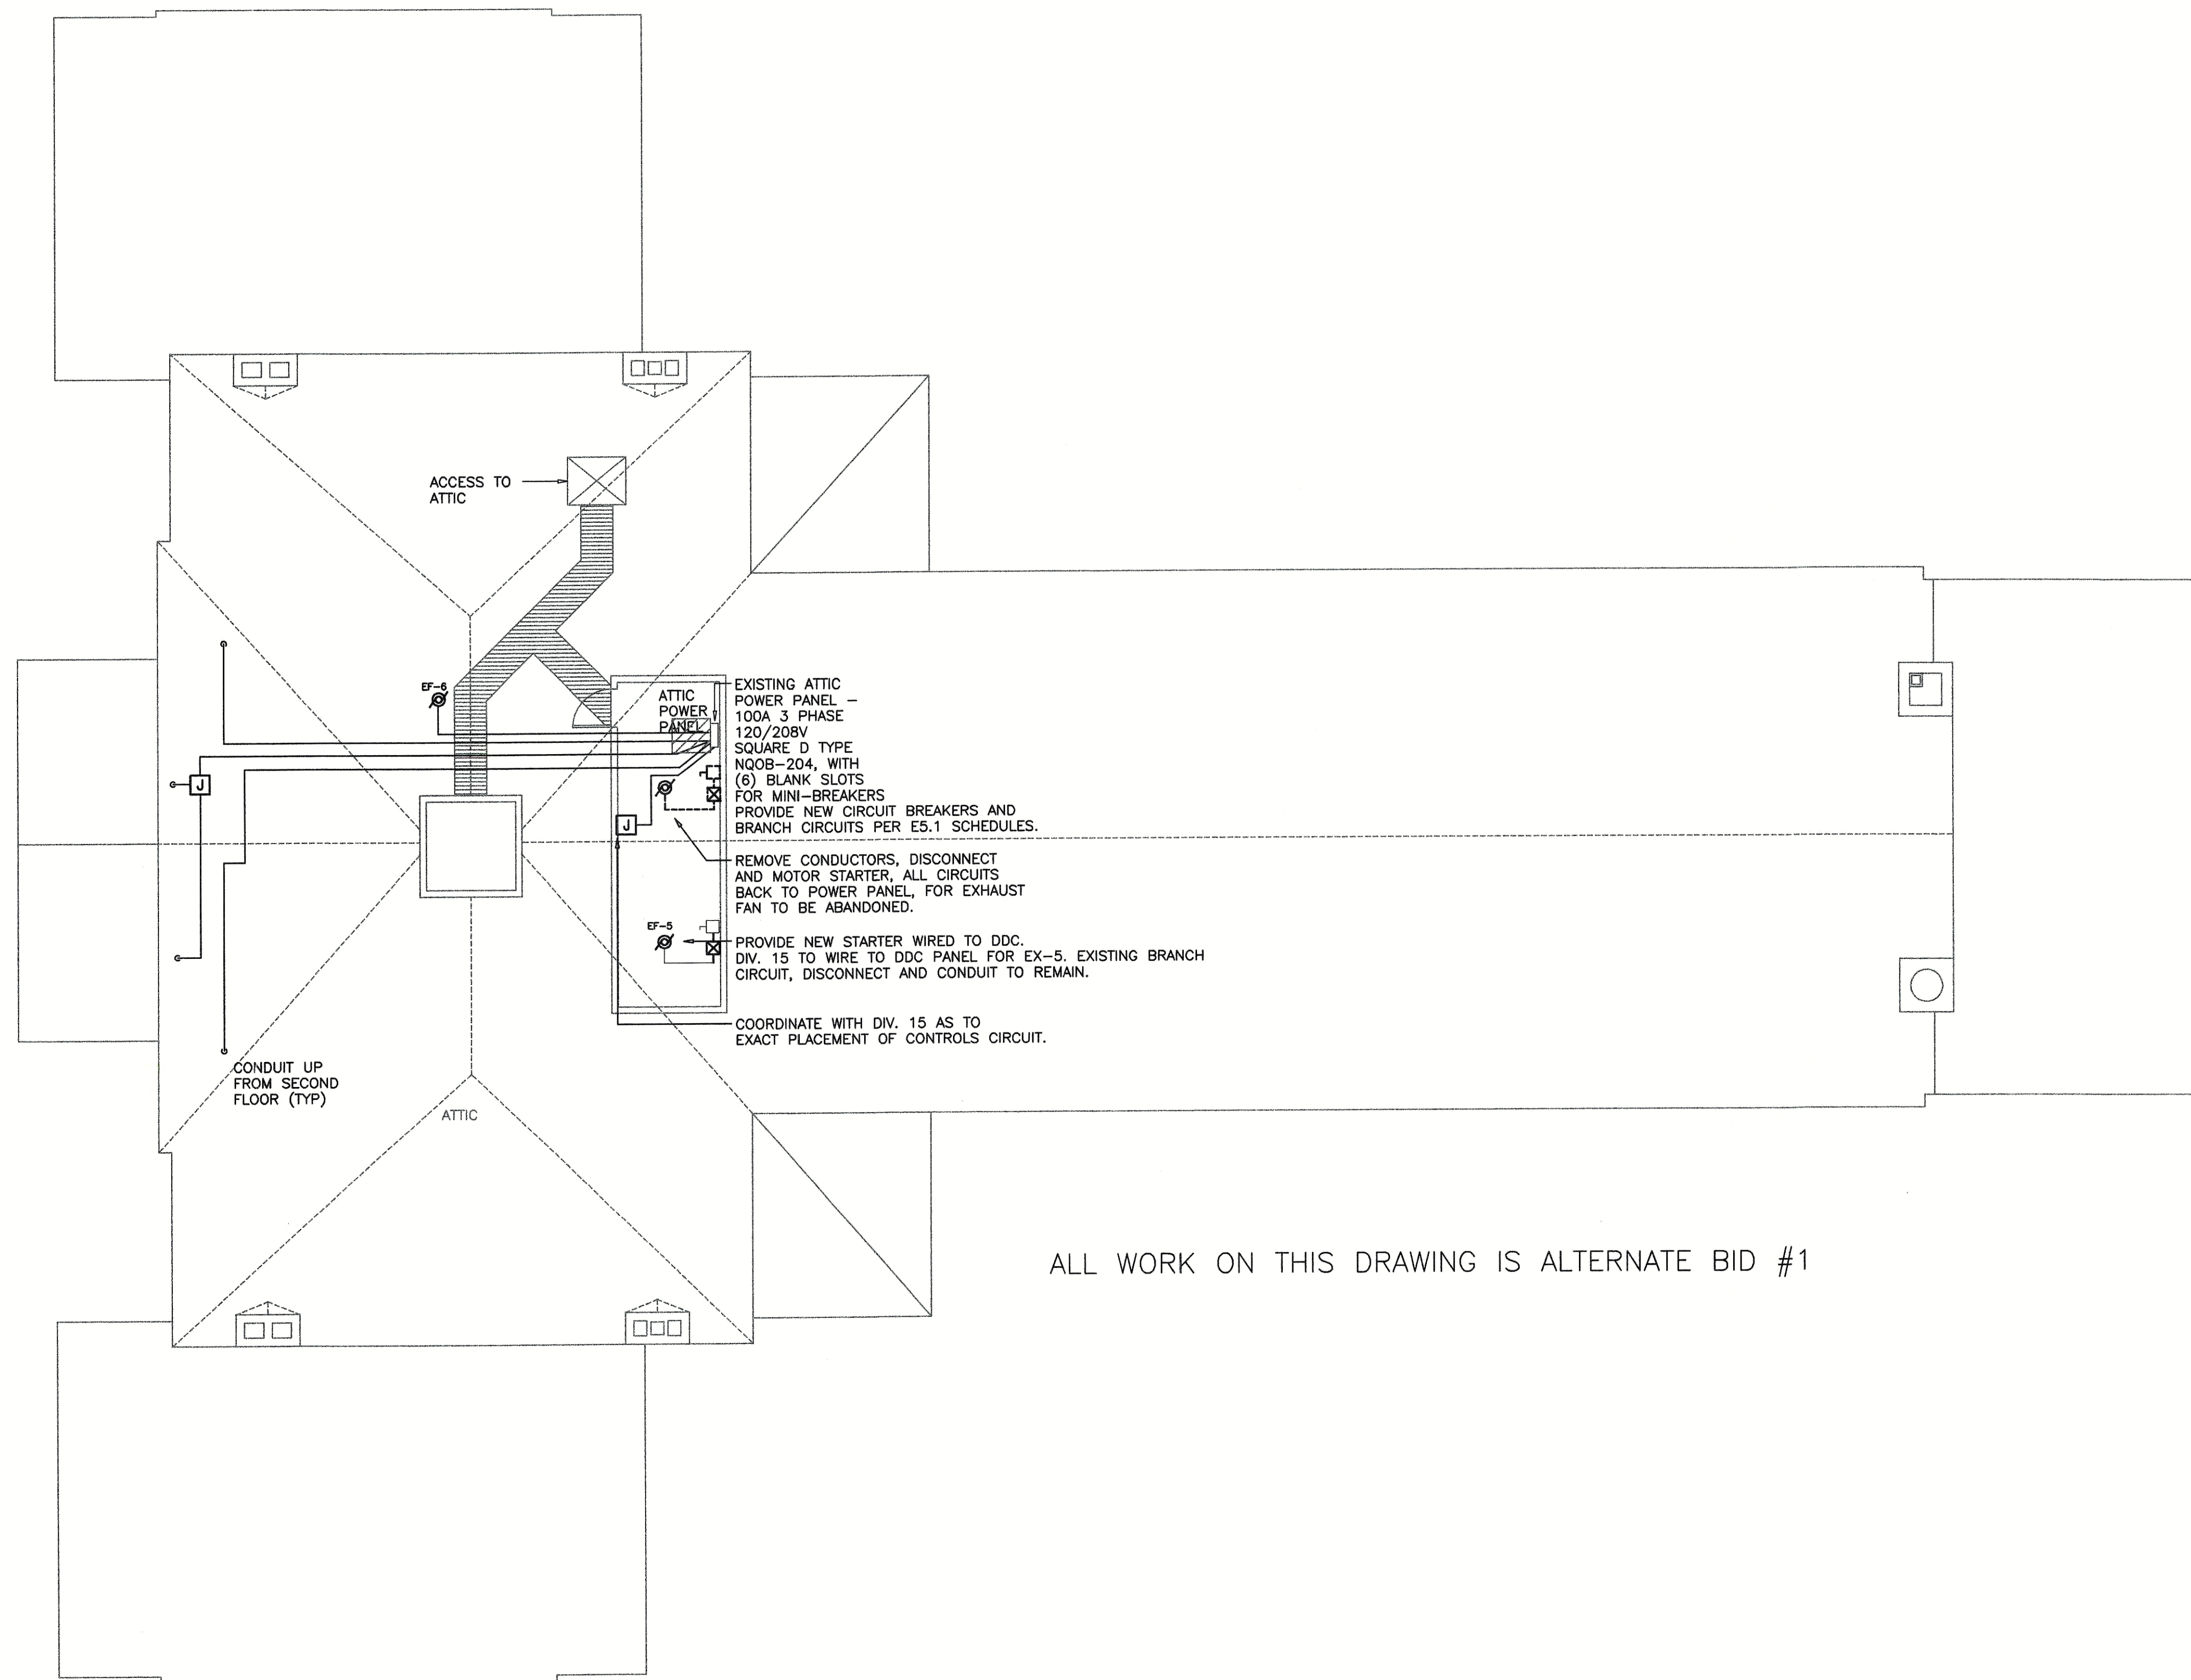 ACCESS TO
ATTIC
EF-6
ATTIC
POWER
PANEL
EXISTING ATTIC
POWER PANEL –
100A 3 PHASE
120/208V
SQUARE D TYPE
NQOB-204, WITH
(6) BLANK SLOTS
FOR MINI-BREAKERS
PROVIDE NEW CIRCUIT BREAKERS AND
BRANCH CIRCUITS PER E5.1 SCHEDULES.
J
J
REMOVE CONDUCTORS, DISCONNECT
AND MOTOR STARTER, ALL CIRCUITS
BACK TO POWER PANEL, FOR EXHAUST
FAN TO BE ABANDONED.
EF-5
PROVIDE NEW STARTER WIRED TO DDC.
DIV. 15 TO WIRE TO DDC PANEL FOR EX-5. EXISTING BRANCH
CIRCUIT, DISCONNECT AND CONDUIT TO REMAIN.
COORDINATE WITH DIV. 15 AS TO
EXACT PLACEMENT OF CONTROLS CIRCUIT.
CONDUIT UP
FROM SECOND
FLOOR (TYP)
ATTIC
ALL WORK ON THIS DRAWING IS ALTERNATE BID #1